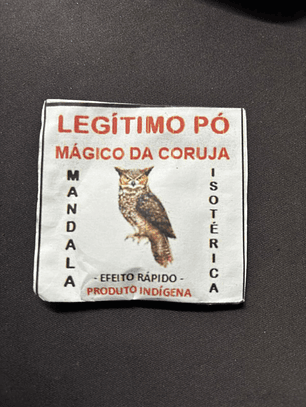 LEGÍTIMO PÓ
MÁGICO DA CORUJA
MANDALA
ISOTÉRICA
- EFEITO RÁPIDO -
PRODUTO INDÍGENA